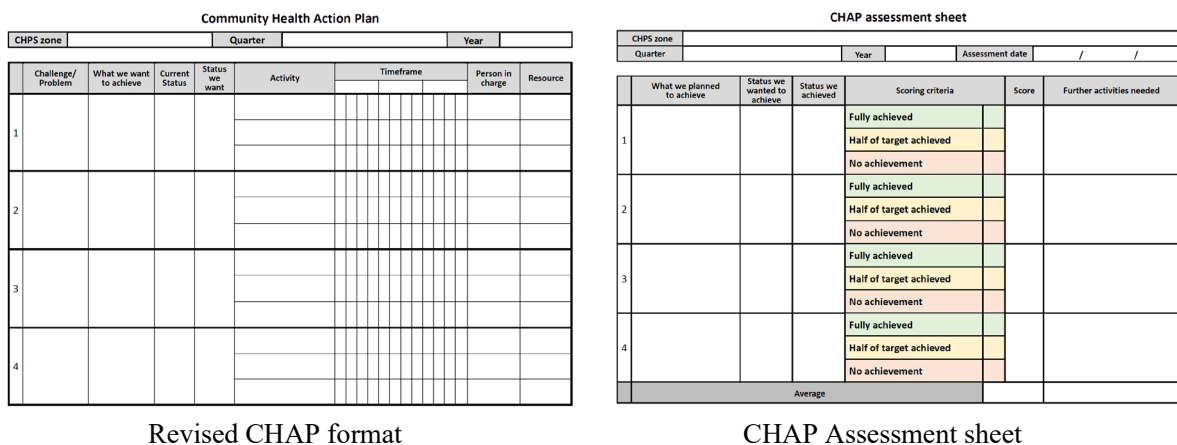 Community Health Action Plan
CHPS zone Quarter Year
Challenge/ Problem What we want to achieve Current Status Status we want Activity Timeframe Person in charge Resource
1
2
3
4
Revised CHAP format
CHAP assessment sheet
CHPS zone
Quarter Year Assessment date / /
What we planned to achieve Status we wanted to achieve Status we achieved Scoring criteria Score Further activities needed
1
Fully achieved
Half of target achieved
No achievement
2
Fully achieved
Half of target achieved
No achievement
3
Fully achieved
Half of target achieved
No achievement
4
Fully achieved
Half of target achieved
No achievement
Average
CHAP Assessment sheet